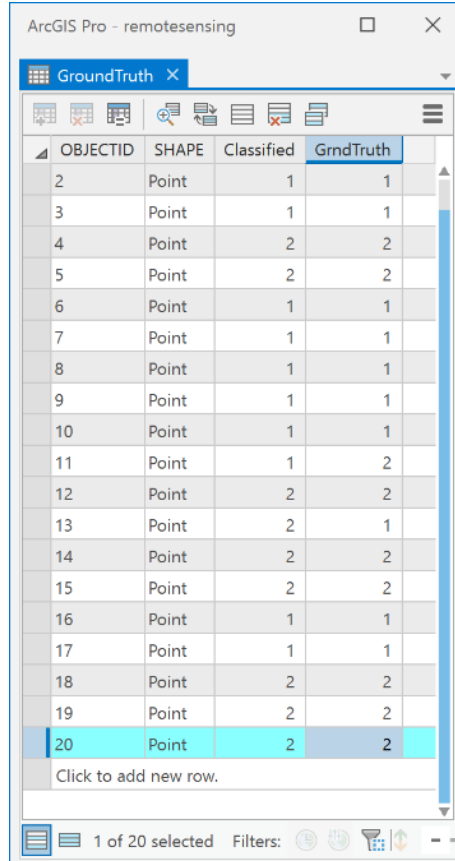 ArcGIS Pro - remotesensing
GroundTruth
OBJECTID SHAPE Classified GrndTruth
2 Point 1 1
3 Point 1 1
4 Point 2 2
5 Point 2 2
6 Point 1 1
7 Point 1 1
8 Point 1 1
9 Point 1 1
10 Point 1 1
11 Point 1 2
12 Point 2 2
13 Point 2 1
14 Point 2 2
15 Point 2 2
16 Point 1 1
17 Point 1 1
18 Point 2 2
19 Point 2 2
20 Point 2 2
Click to add new row.
1 of 20 selected Filters: